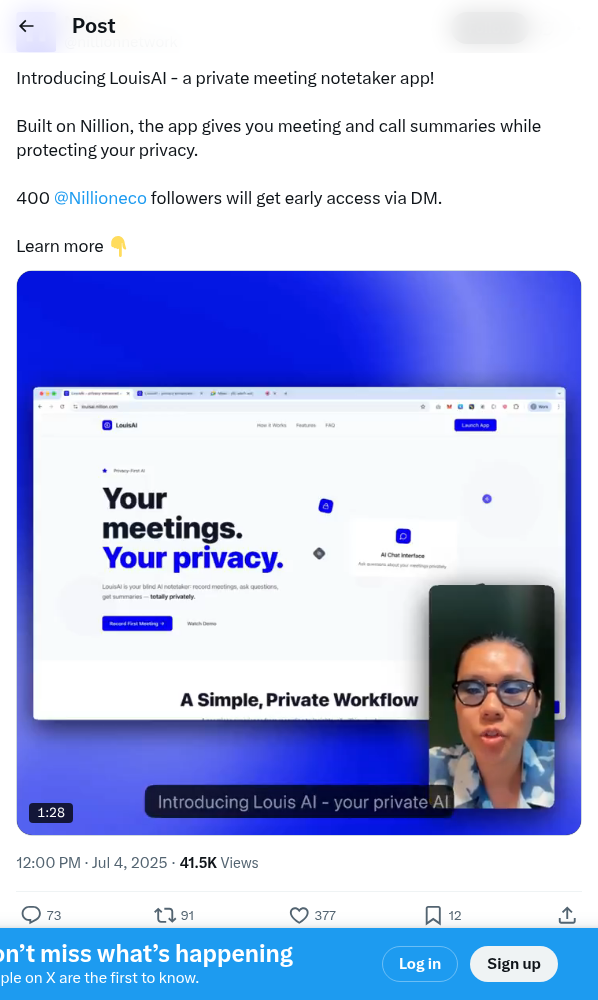 Post
Introducing LouisAI - a private meeting notetaker app!
Built on Nillion, the app gives you meeting and call summaries while
protecting your privacy.
400 @Nillioneco followers will get early access via DM.
Learn more 👇
louisai.nillion.com
LouisAI
How It Works Features FAQ
Launch App
Privacy-First AI
Your
meetings.
Your privacy.
LouisAI is your blind AI notetaker: record meetings, ask questions,
get summaries — totally privately.
Record First Meeting → Watch Demo
AI Chat Interface
Ask questions about your meetings privately.
A Simple, Private Workflow
Introducing Louis AI - your private AI
1:28
12:00 PM · Jul 4, 2025 · 41.5K Views
73 91 377 12
on't miss what's happening
ple on X are the first to know.
Log in
Sign up